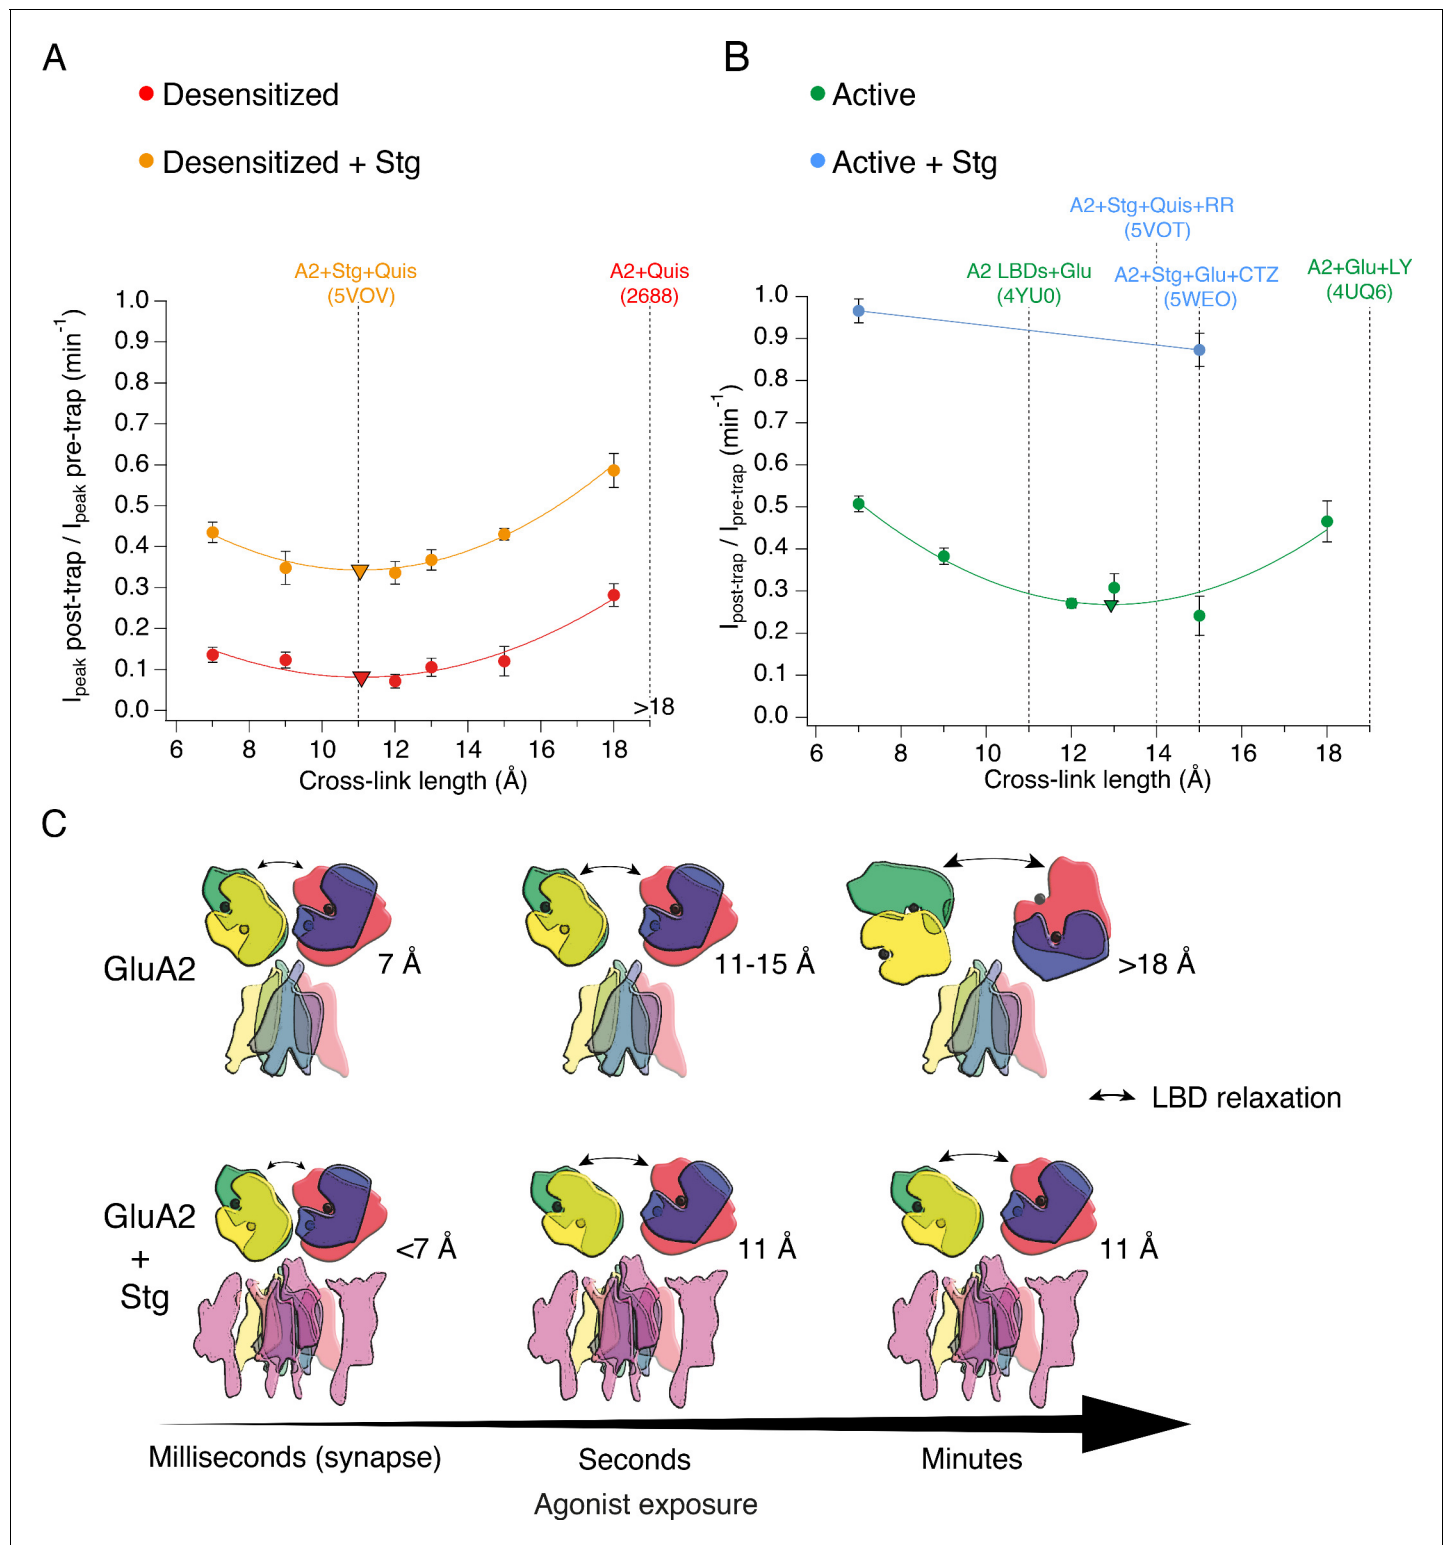 A
Desensitized
Desensitized + Stg
A2+Stg+Quis
(5VOV)
A2+Quis
(2688)
1.0
0.9
0.8
0.7
0.6
0.5
0.4
0.3
0.2
0.1
0.0
Ipeak post-trap / Ipeak pre-trap (min-1)
>18
6 8 10 12 14 16 18
Cross-link length (Å)
B
Active
Active + Stg
A2+Stg+Quis+RR
(5VOT)
A2 LBDs+Glu
(4YU0)
A2+Stg+Glu+CTZ
(5WEO)
A2+Glu+LY
(4UQ6)
1.0
0.9
0.8
0.7
0.6
0.5
0.4
0.3
0.2
0.1
0.0
Ipost-trap / Ipre-trap (min-1)
6 8 10 12 14 16 18
Cross-link length (Å)
C
GluA2
7 Å
11-15 Å
>18 Å
LBD relaxation
GluA2
+
Stg
<7 Å
11 Å
11 Å
Milliseconds (synapse)
Seconds
Minutes
Agonist exposure